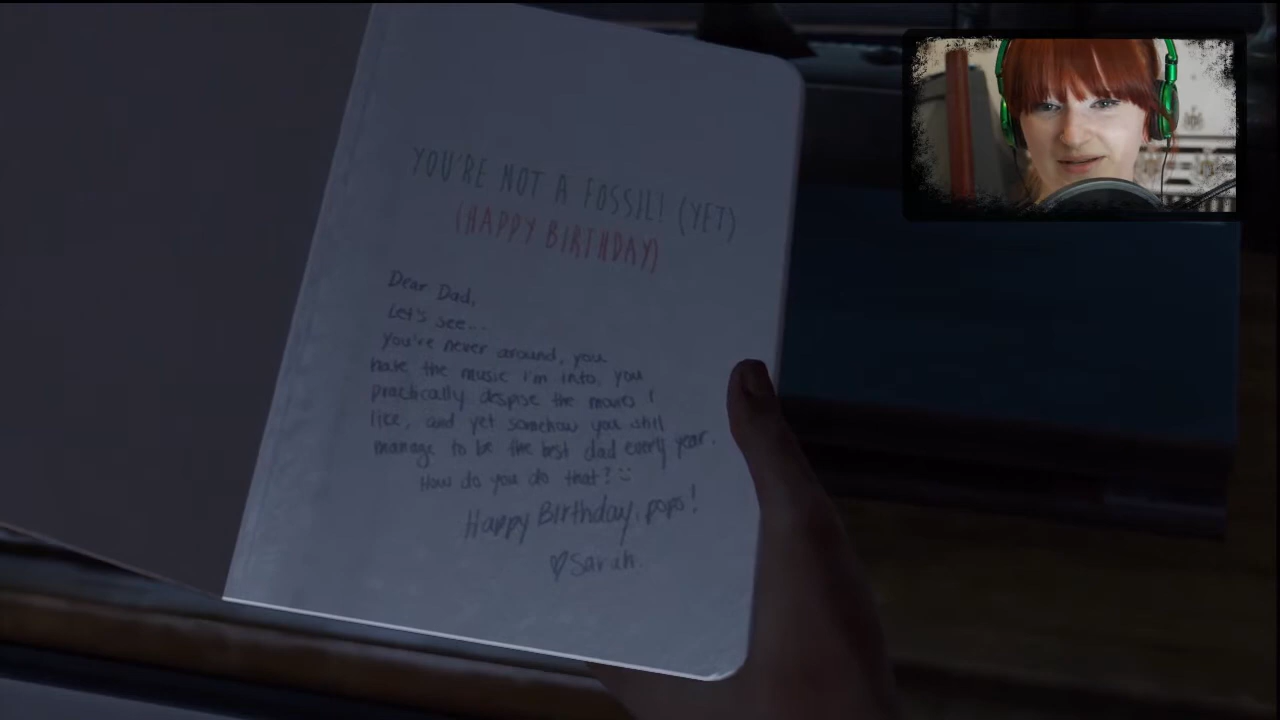 YOU'RE NOT A FOSSIL! (YET)
(HAPPY BIRTHDAY)
Dear Dad,
Let's see...
you're never around, you
hate the music i'm into, you
practically despise the movies i
like, and yet somehow you still
manage to be the best dad every year.
How do you do that? :)
Happy Birthday, popo!
♡ Sarah.